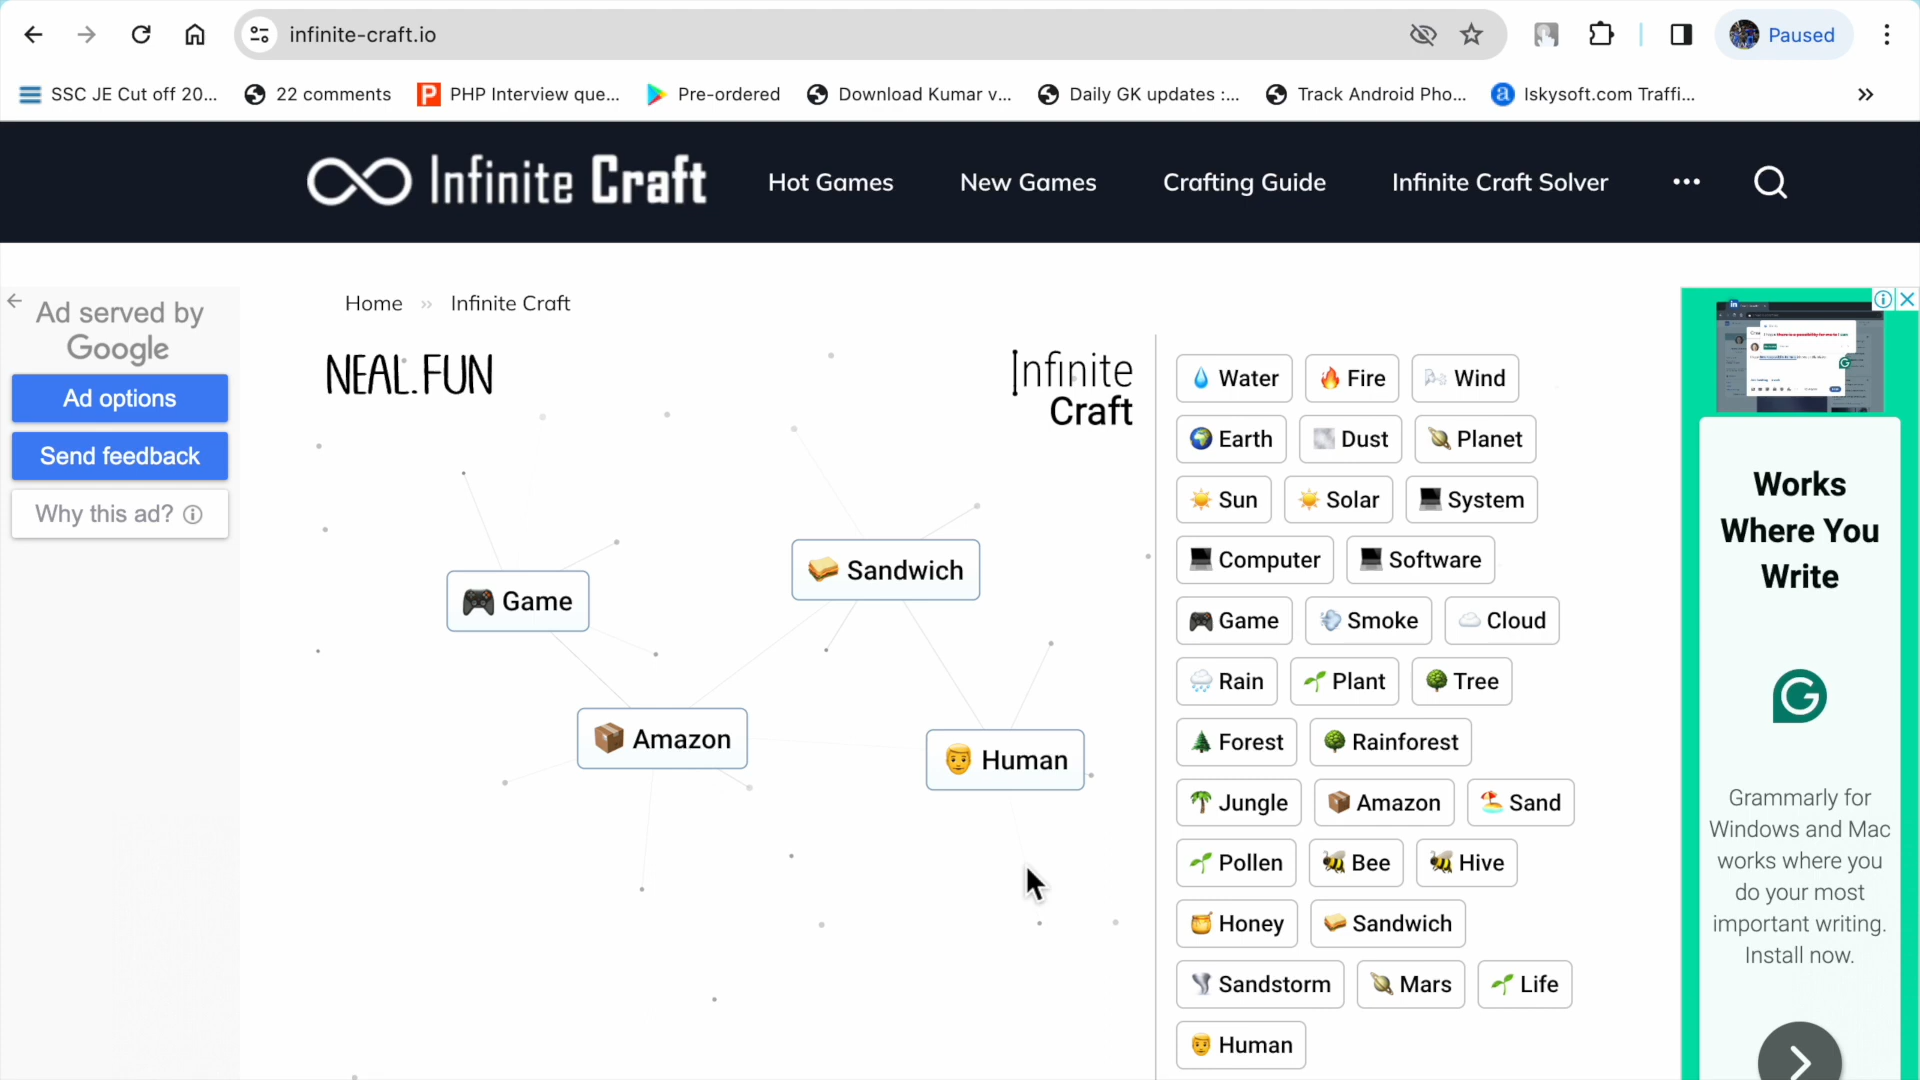 infinite-craft.io
Paused
SSC JE Cut off 20...
22 comments
PHP Interview que...
Pre-ordered
Download Kumar v...
Daily GK updates :...
Track Android Pho...
Iskysoft.com Traffi...
Infinite Craft
Hot Games
New Games
Crafting Guide
Infinite Craft Solver
Ad served by
Google
Ad options
Send feedback
Why this ad?
Home » Infinite Craft
NEAL.FUN
Infinite
Craft
Game
Sandwich
Amazon
Human
Water Fire Wind
Earth Dust Planet
Sun Solar System
Computer Software
Game Smoke Cloud
Rain Plant Tree
Forest Rainforest
Jungle Amazon Sand
Pollen Bee Hive
Honey Sandwich
Sandstorm Mars Life
Human
Works
Where You
Write
Grammarly for
Windows and Mac
works where you
do your most
important writing.
Install now.